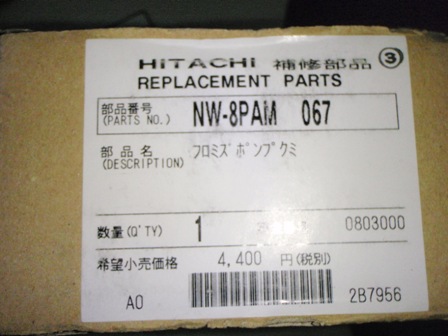 HITACHI 補修部品 ③
REPLACEMENT PARTS
部品番号
(PARTS NO.) NW-8PAM 067
部品名
(DESCRIPTION) フロミズポンプクミ
数量(Q'TY) 1 0803000
希望小売価格 4,400 円(税別)
A0 2B7956